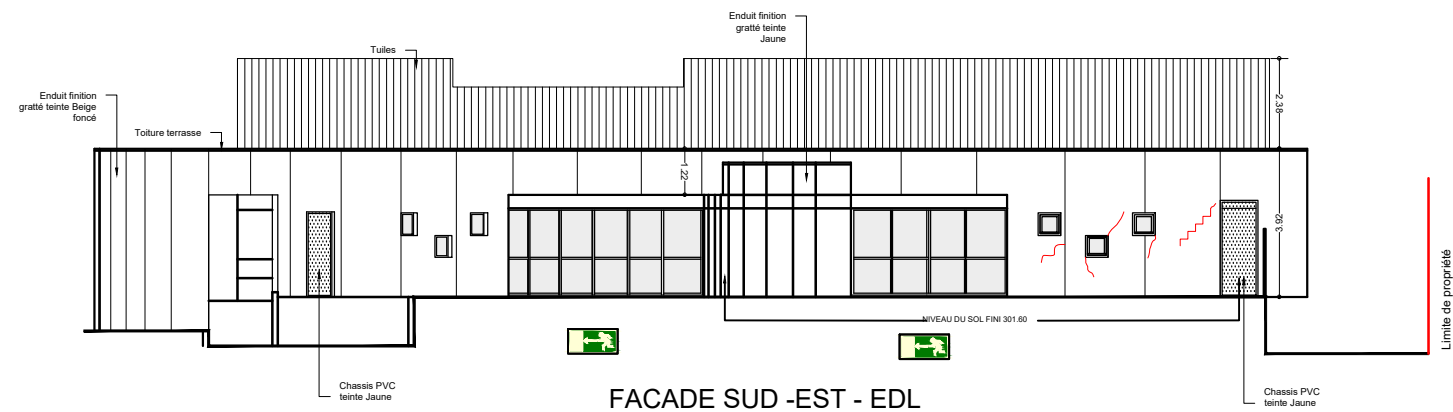 Enduit finition
gratté teinte
Jaune
Tuiles
Enduit finition
gratté teinte Beige
foncé
Toiture terrasse
2.38
1.22
3.92
NIVEAU DU SOL FINI 301.60
Limite de propriété
Chassis PVC
teinte Jaune
FACADE SUD -EST - EDL
Chassis PVC
teinte Jaune